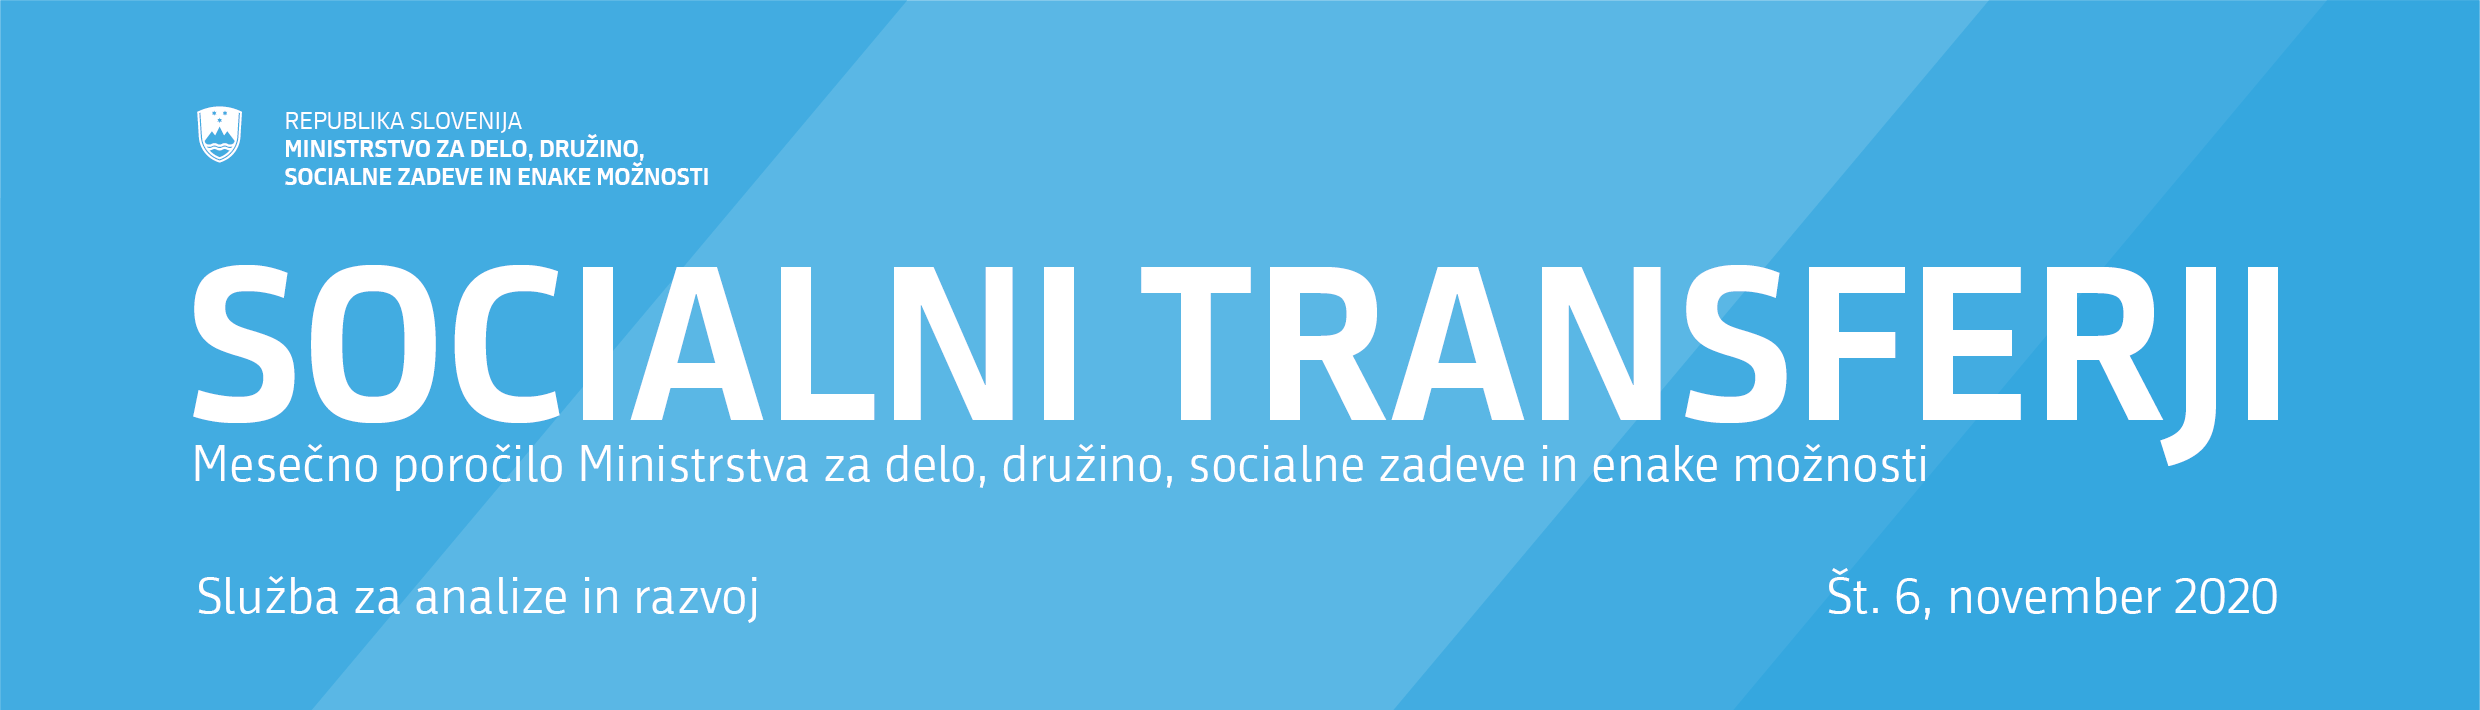 REPUBLIKA SLOVENIJA
MINISTRSTVO ZA DELO, DRUŽINO,
SOCIALNE ZADEVE IN ENAKE MOŽNOSTI
SOCIALNI TRANSFERJI
Mesečno poročilo Ministrstva za delo, družino, socialne zadeve in enake možnosti
Služba za analize in razvoj
Št. 6, november 2020